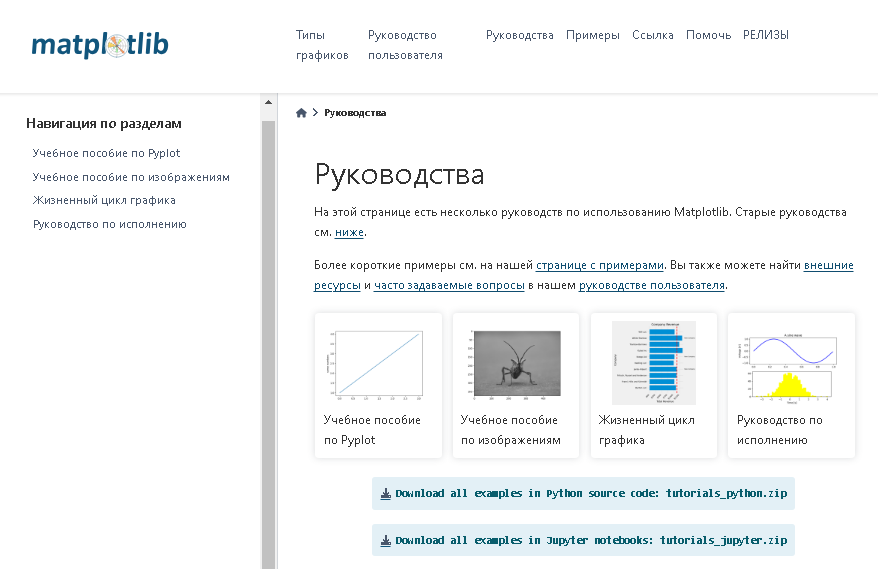 matplotlib
Типы
графиков
Руководство
пользователя
Руководства
Примеры
Ссылка
Помочь
РЕЛИЗЫ
Навигация по разделам
Учебное пособие по Pyplot
Учебное пособие по изображениям
Жизненный цикл графика
Руководство по исполнению
Руководства
Руководства
На этой странице есть несколько руководств по использованию Matplotlib. Старые руководства
см. ниже.
Более короткие примеры см. на нашей странице с примерами. Вы также можете найти внешние
ресурсы и часто задаваемые вопросы в нашем руководстве пользователя.
Company Revenue
Учебное пособие
по Pyplot
Учебное пособие
по изображениям
Жизненный цикл
графика
Руководство по
исполнению
Download all examples in Python source code: tutorials_python.zip
Download all examples in Jupyter notebooks: tutorials_jupyter.zip